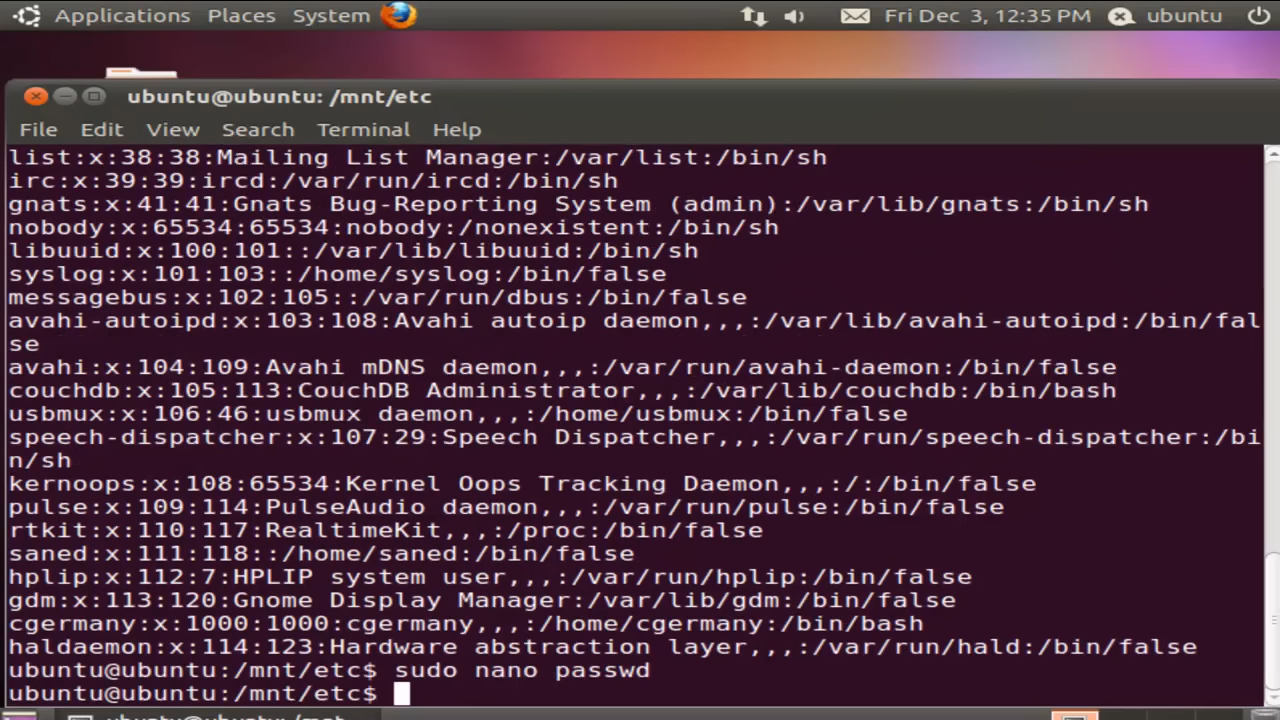 Applications Places System Fri Dec 3, 12:35 PM ubuntu
ubuntu@ubuntu: /mnt/etc
File Edit View Search Terminal Help
list:x:38:38:Mailing List Manager:/var/list:/bin/sh
irc:x:39:39:ircd:/var/run/ircd:/bin/sh
gnats:x:41:41:Gnats Bug-Reporting System (admin):/var/lib/gnats:/bin/sh
nobody:x:65534:65534:nobody:/nonexistent:/bin/sh
libuuid:x:100:101::/var/lib/libuuid:/bin/sh
syslog:x:101:103::/home/syslog:/bin/false
messagebus:x:102:105::/var/run/dbus:/bin/false
avahi-autoipd:x:103:108:Avahi autoip daemon,,,:/var/lib/avahi-autoipd:/bin/fal
se
avahi:x:104:109:Avahi mDNS daemon,,,:/var/run/avahi-daemon:/bin/false
couchdb:x:105:113:CouchDB Administrator,,,:/var/lib/couchdb:/bin/bash
usbmux:x:106:46:usbmux daemon,,,:/home/usbmux:/bin/false
speech-dispatcher:x:107:29:Speech Dispatcher,,,:/var/run/speech-dispatcher:/bi
n/sh
kernoops:x:108:65534:Kernel Oops Tracking Daemon,,,:/:/bin/false
pulse:x:109:114:PulseAudio daemon,,,:/var/run/pulse:/bin/false
rtkit:x:110:117:RealtimeKit,,,:/proc:/bin/false
saned:x:111:118::/home/saned:/bin/false
hplip:x:112:7:HPLIP system user,,,:/var/run/hplip:/bin/false
gdm:x:113:120:Gnome Display Manager:/var/lib/gdm:/bin/false
cgermany:x:1000:1000:cgermany,,,:/home/cgermany:/bin/bash
haldaemon:x:114:123:Hardware abstraction layer,,,:/var/run/hald:/bin/false
ubuntu@ubuntu:/mnt/etc$ sudo nano passwd
ubuntu@ubuntu:/mnt/etc$
ubuntu@ubuntu: /mnt